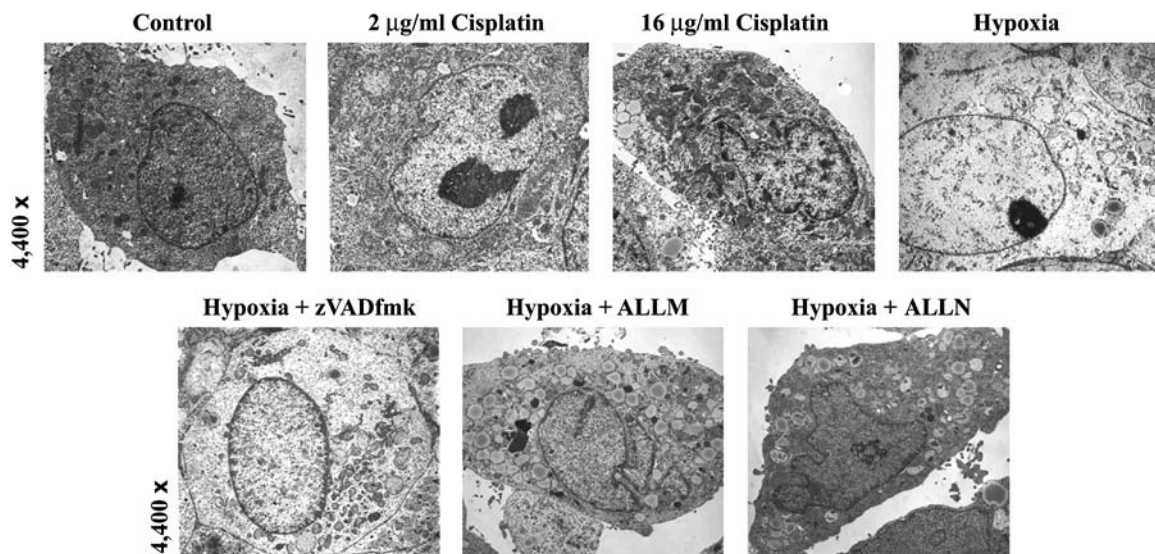 Control
2 μg/ml Cisplatin
16 μg/ml Cisplatin
Hypoxia
4,400 x
Hypoxia + zVADfmk
Hypoxia + ALLM
Hypoxia + ALLN
4,400 x